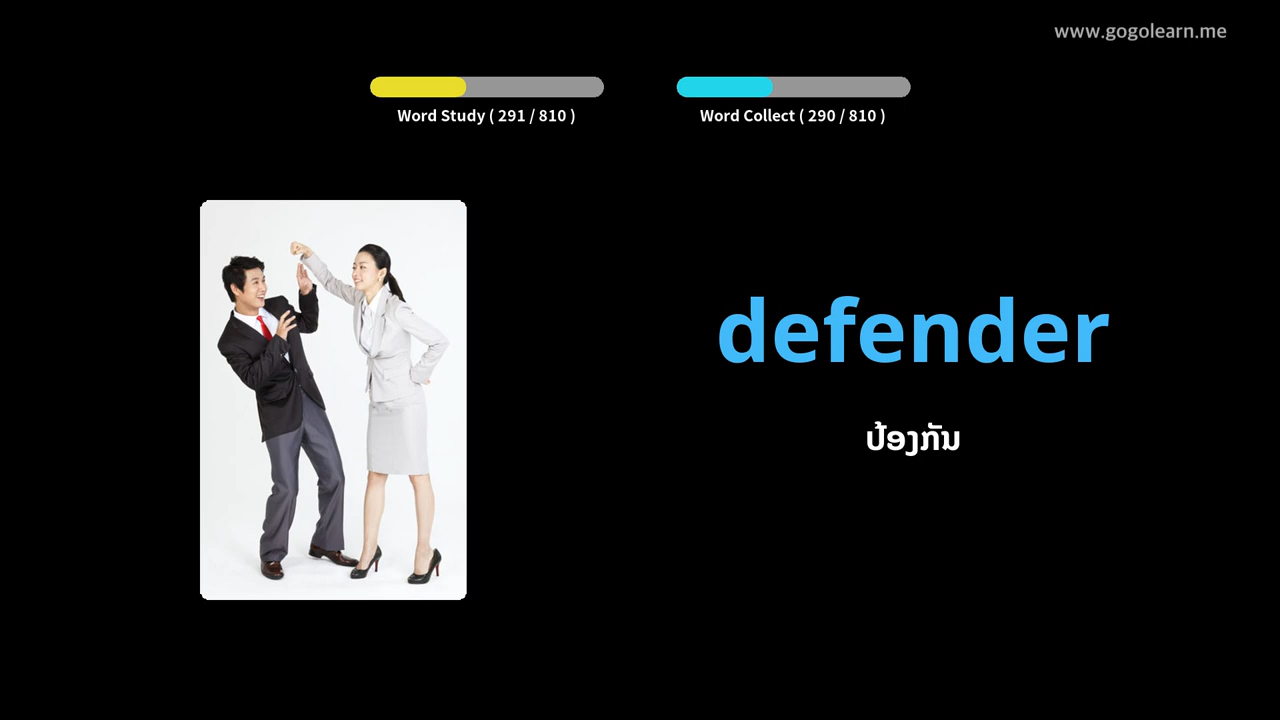 www.gogolearn.me
Word Study ( 291 / 810 )
Word Collect ( 290 / 810 )
defender
ປ້ອງກັນ